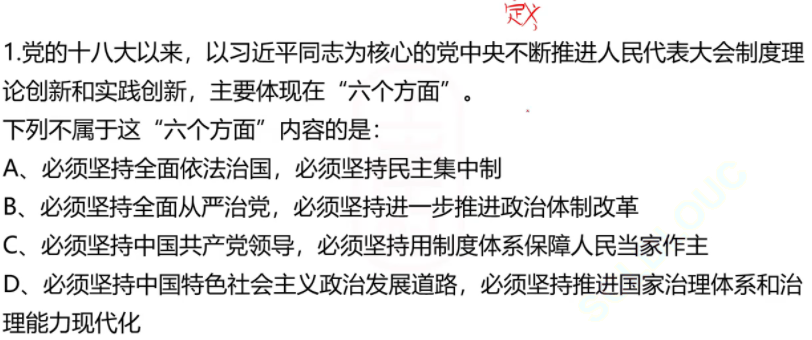 定义
1.党的十八大以来，以习近平同志为核心的党中央不断推进人民代表大会制度理
论创新和实践创新，主要体现在“六个方面”。
下列不属于这“六个方面”内容的是：
A、必须坚持全面依法治国，必须坚持民主集中制
B、必须坚持全面从严治党，必须坚持进一步推进政治体制改革
C、必须坚持中国共产党领导，必须坚持用制度体系保障人民当家作主
D、必须坚持中国特色社会主义政治发展道路，必须坚持推进国家治理体系和治
理能力现代化